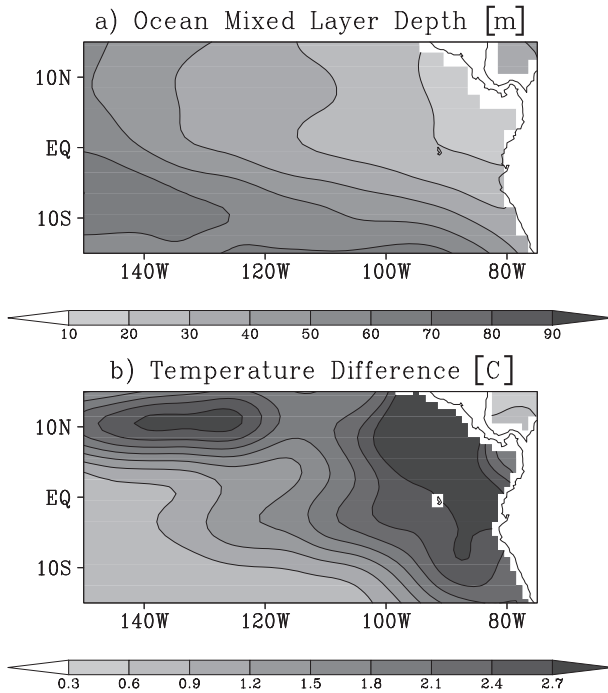 a) Ocean Mixed Layer Depth [m]
10N
EQ
10S
140W 120W 100W 80W
10 20 30 40 50 60 70 80 90
b) Temperature Difference [C]
10N
EQ
10S
140W 120W 100W 80W
0.3 0.6 0.9 1.2 1.5 1.8 2.1 2.4 2.7